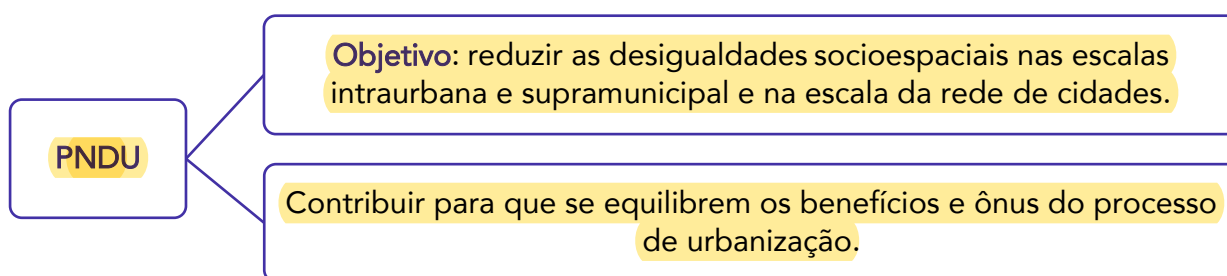 Objetivo: reduzir as desigualdades socioespaciais nas escalas
intraurbana e supramunicipal e na escala da rede de cidades.
PNDU
Contribuir para que se equilibrem os benefícios e ônus do processo
de urbanização.